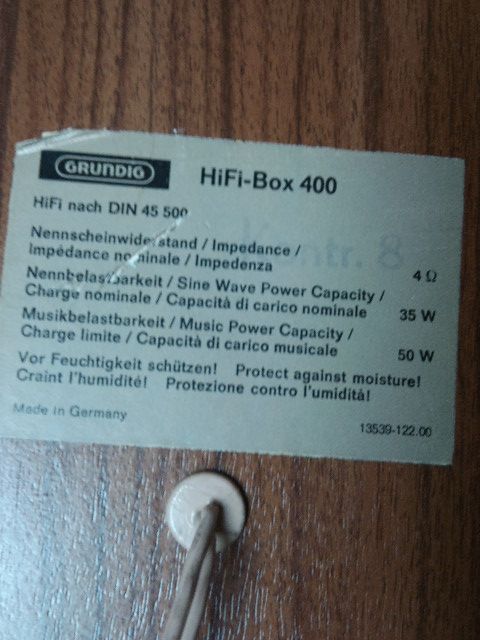 GRUNDIG
HiFi-Box 400
HiFi nach DIN 45 500
Kontr. 8
Nennscheinwiderstand / Impedance /
Impédance nominale / Impedenza 4 Ω
Nennbelastbarkeit / Sine Wave Power Capacity /
Charge nominale / Capacità di carico nominale 35 W
Musikbelastbarkeit / Music Power Capacity /
Charge limite / Capacità di carico musicale 50 W
Vor Feuchtigkeit schützen! Protect against moisture!
Craint l'humidité! Protezione contro l'umidità!
Made in Germany
13539-122.00